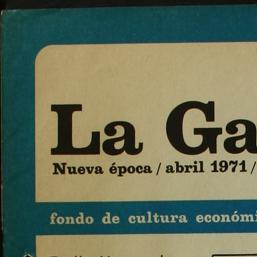 La Ga
Nueva época / abril 1971 /
fondo de cultura económi